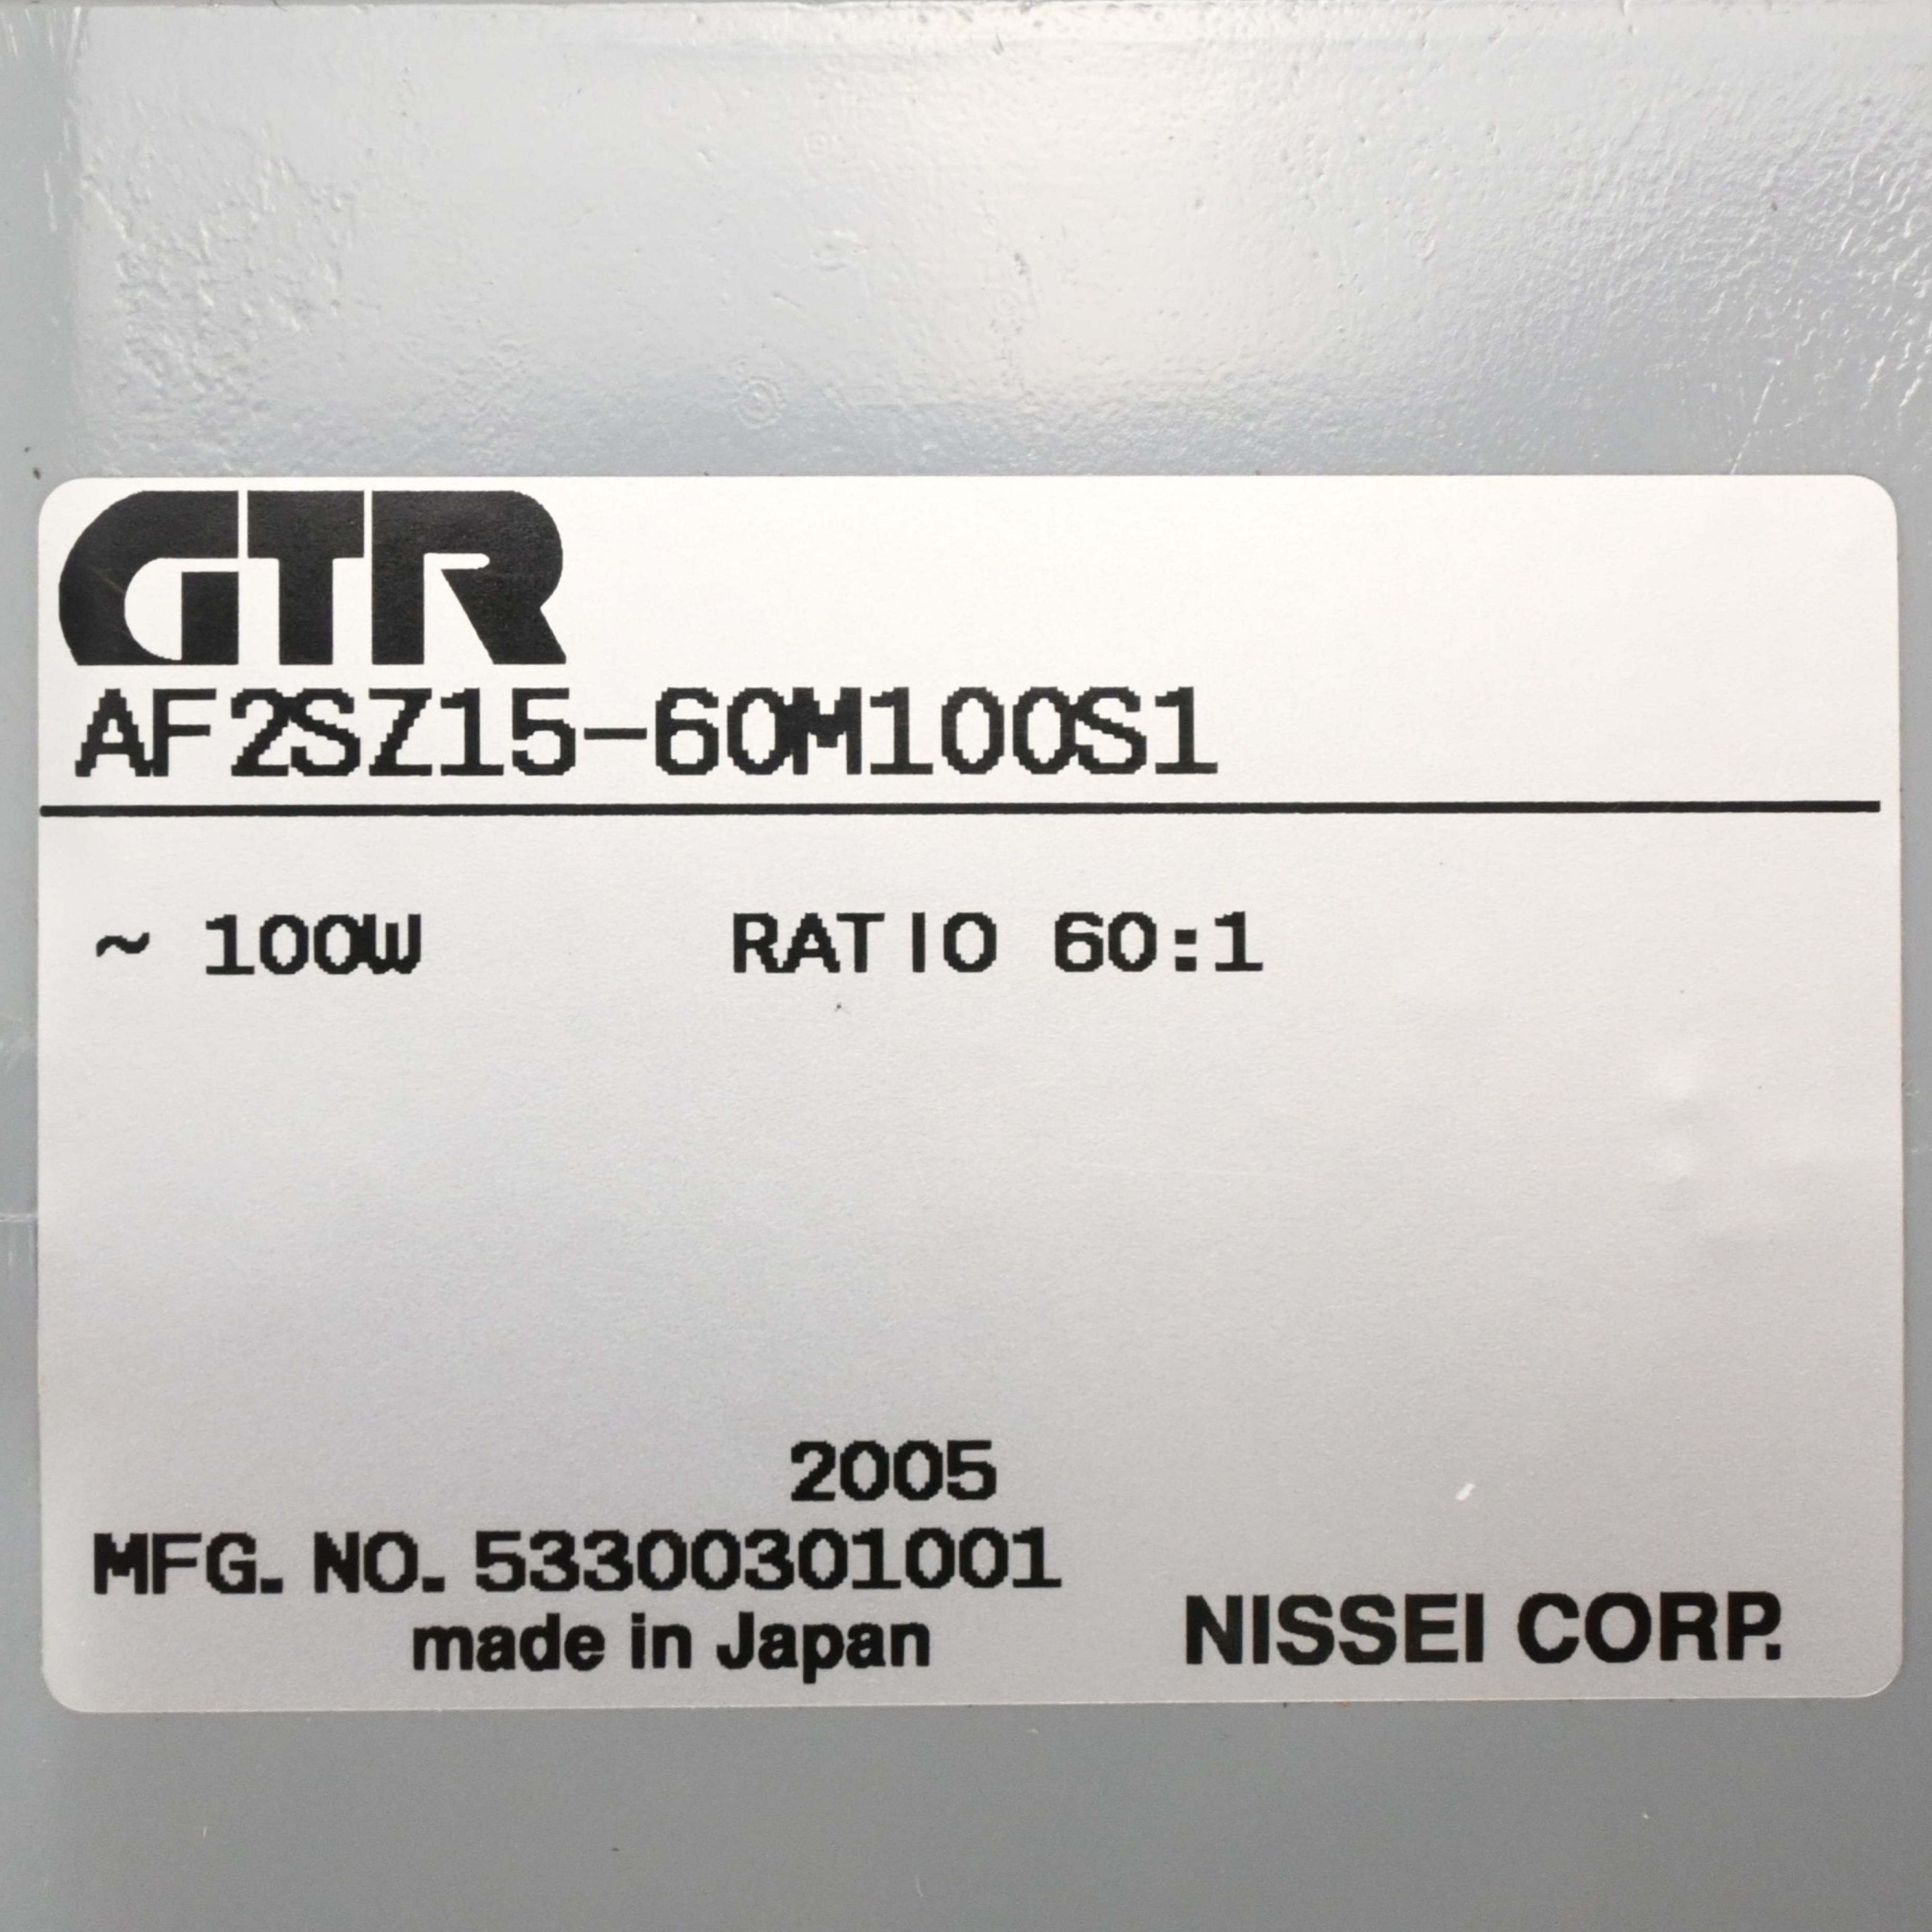 GTR
AF2SZ15-60M100S1
~ 100W RATIO 60:1
2005
MFG. NO. 53300301001
made in Japan
NISSEI CORP.